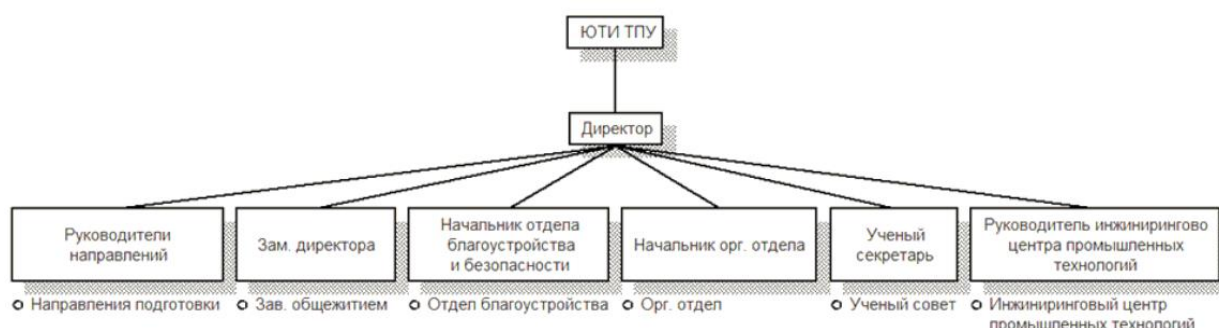 ЮТИ ТПУ
Директор
Руководители
направлений
Зам. директора
Начальник отдела
благоустройства
и безопасности
Начальник орг. отдела
Ученый
секретарь
Руководитель инжинирингово
центра промышленных
технологий
Направления подготовки
Зав. общежитием
Отдел благоустройства
Орг. отдел
Ученый совет
Инжиниринговый центр
промышленных технологий